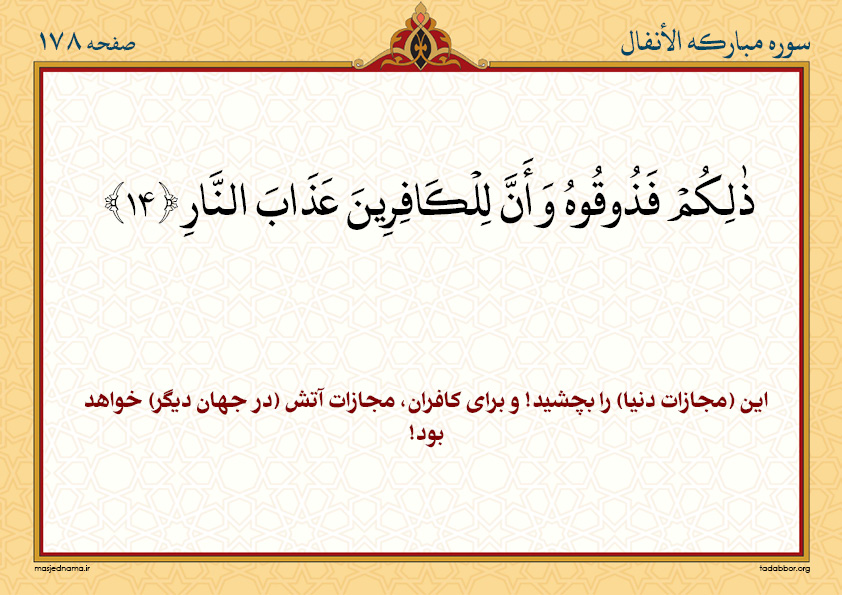 سوره مبارکه الأنفال
صفحه ۱۷۸
ذَٰلِكُمْ فَذُوقُوهُ وَأَنَّ لِلْكَافِرِينَ عَذَابَ النَّارِ ﴿۱۴﴾
این (مجازات دنیا) را بچشید! و برای کافران، مجازات آتش (در جهان دیگر) خواهد
بود!
masjednama.ir
tadabbor.org